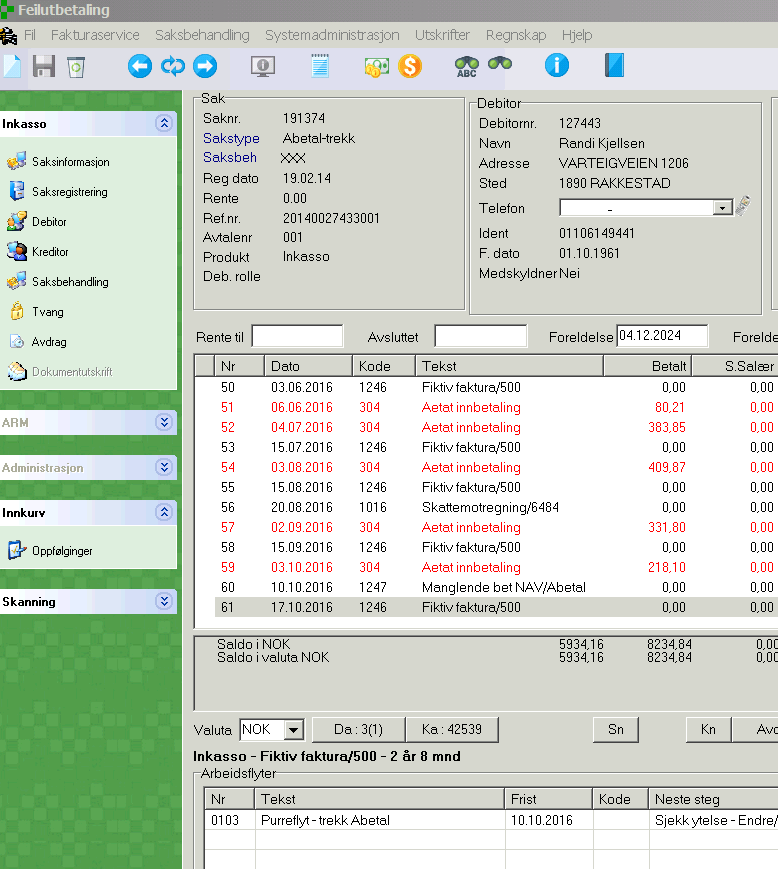 Feilutbetaling
Fil Fakturaservice Saksbehandling Systemadministrasjon Utskrifter Regnskap Hjelp
ABC
Inkasso
Saksinformasjon
Saksregistrering
Debitor
Kreditor
Saksbehandling
Tvang
Avdrag
Dokumentutskrift
ARM
Administrasjon
Innkurv
Oppfølginger
Skanning
Sak
Saksnr. 191374
Sakstype Abetal-trekk
Saksbeh XXX
Reg dato 19.02.14
Rente 0.00
Ref.nr. 20140027433001
Avtalenr 001
Produkt Inkasso
Deb. rolle
Debitor
Debitornr. 127443
Navn Randi Kjellsen
Adresse VARTEIGVEIEN 1206
Sted 1890 RAKKESTAD
Telefon -
Ident 01106149441
F. dato 01.10.1961
Medskyldner Nei
Rente til Avsluttet Foreldelse 04.12.2024 Forelde
Nr Dato Kode Tekst Betalt S.Salær
50 03.06.2016 1246 Fiktiv faktura/500 0,00 0,00
51 06.06.2016 304 Aetat innbetaling 80,21 0,00
52 04.07.2016 304 Aetat innbetaling 383,85 0,00
53 15.07.2016 1246 Fiktiv faktura/500 0,00 0,00
54 03.08.2016 304 Aetat innbetaling 409,87 0,00
55 15.08.2016 1246 Fiktiv faktura/500 0,00 0,00
56 20.08.2016 1016 Skattemotregning/6484 0,00 0,00
57 02.09.2016 304 Aetat innbetaling 331,80 0,00
58 15.09.2016 1246 Fiktiv faktura/500 0,00 0,00
59 03.10.2016 304 Aetat innbetaling 218,10 0,00
60 10.10.2016 1247 Manglende bet NAV/Abetal 0,00 0,00
61 17.10.2016 1246 Fiktiv faktura/500 0,00 0,00
Saldo i NOK 5934,16 8234,84 0,00
Saldo i valuta NOK 5934,16 8234,84 0,00
Valuta NOK Da : 3(1) Ka : 42539 Sn Kn Avd
Inkasso - Fiktiv faktura/500 - 2 år 8 mnd
Arbeidsflyter
Nr Tekst Frist Kode Neste steg
0103 Purreflyt - trekk Abetal 10.10.2016 Sjekk ytelse - Endre/